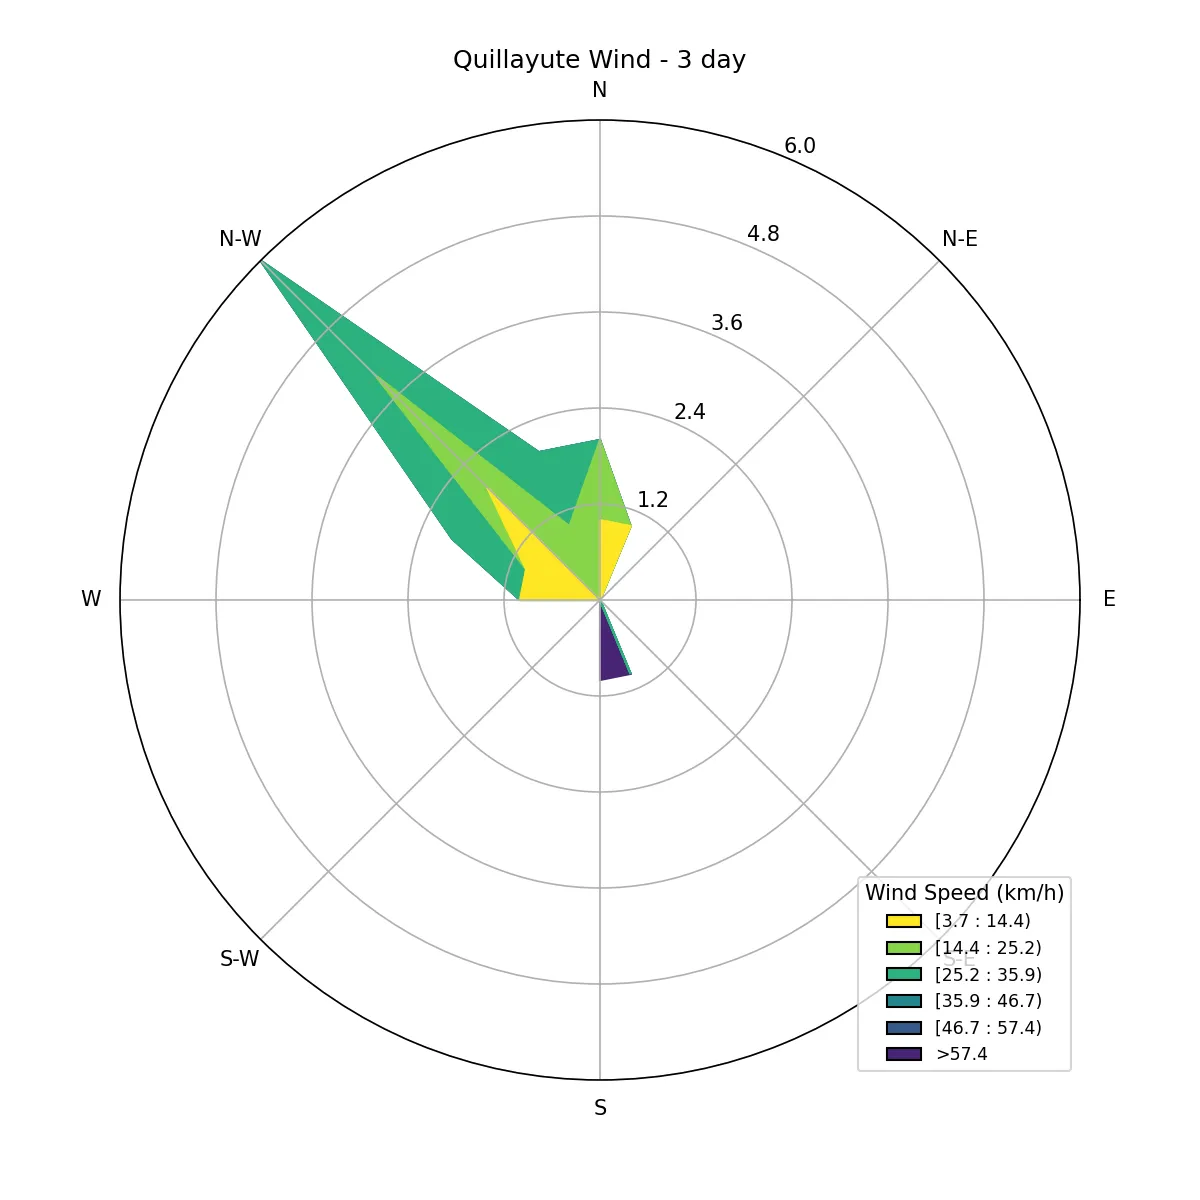 Quillayute Wind - 3 day
N
6.0
N-W
N-E
4.8
3.6
2.4
1.2
W
E
S-W
S-E
S
Wind Speed (km/h)
[3.7 : 14.4)
[14.4 : 25.2)
[25.2 : 35.9)
[35.9 : 46.7)
[46.7 : 57.4)
>57.4